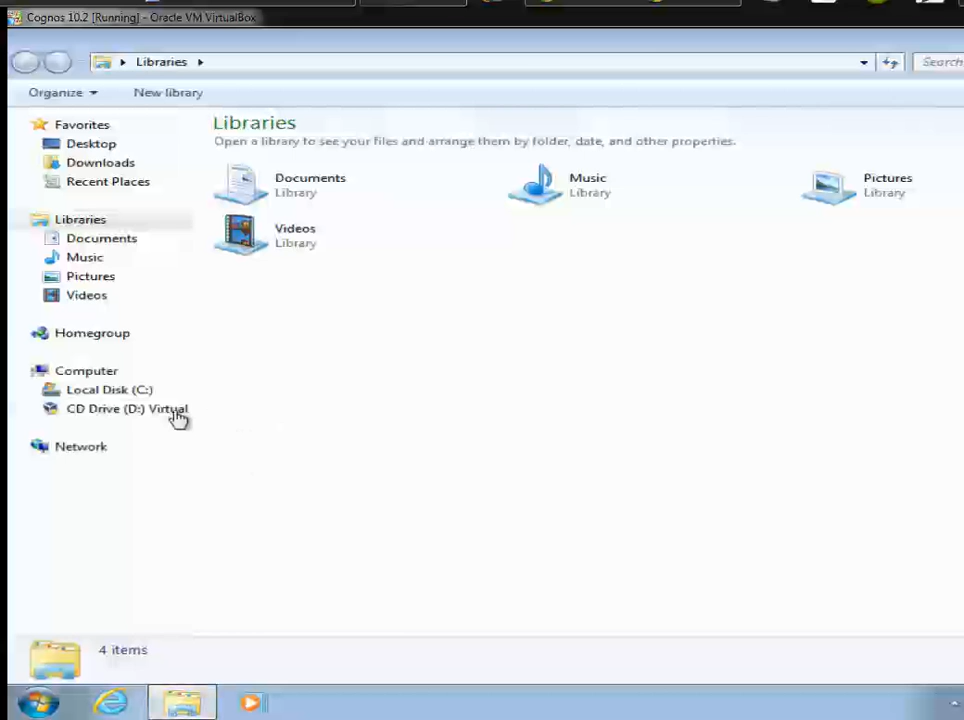 Cognos 10.2 [Running] - Oracle VM VirtualBox
Libraries
Search
Organize
New library
Favorites
Desktop
Downloads
Recent Places
Libraries
Documents
Music
Pictures
Videos
Homegroup
Computer
Local Disk (C:)
CD Drive (D:) Virtual
Network
Libraries
Open a library to see your files and arrange them by folder, date, and other properties.
Documents
Library
Music
Library
Pictures
Library
Videos
Library
4 items